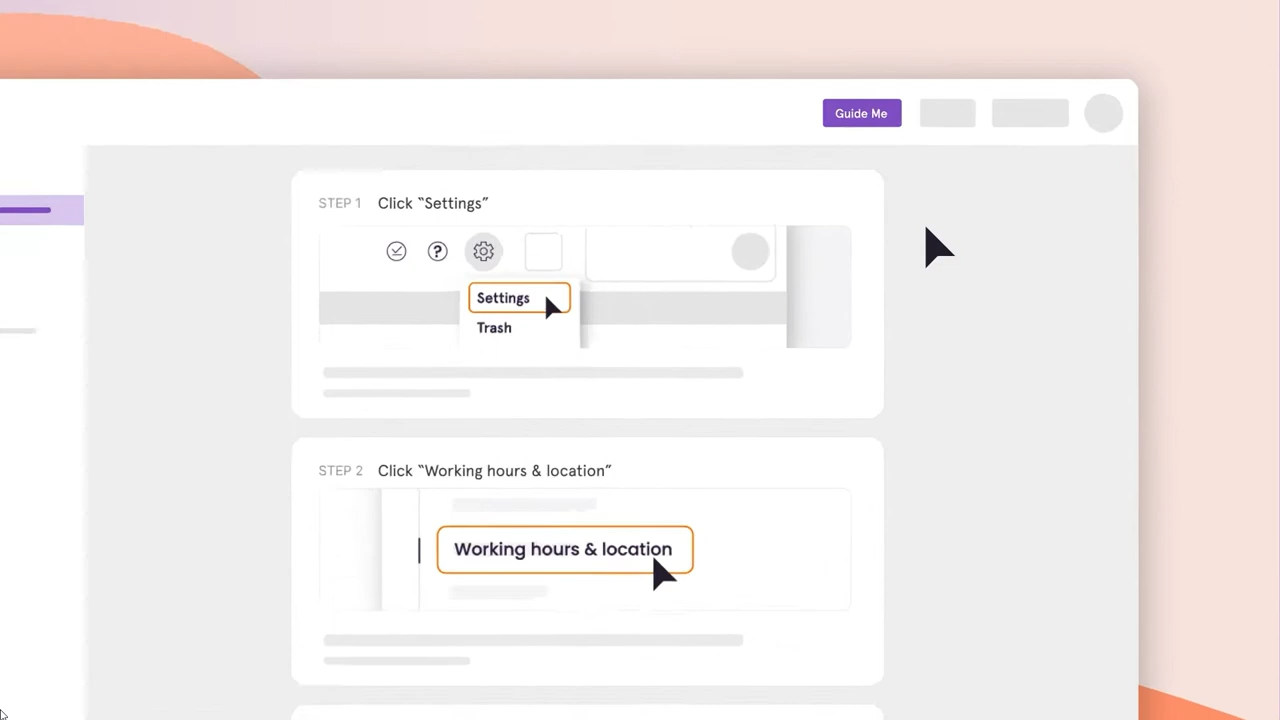 Guide Me
STEP 1 Click “Settings”
?
Settings
Trash
STEP 2 Click “Working hours & location”
Working hours & location